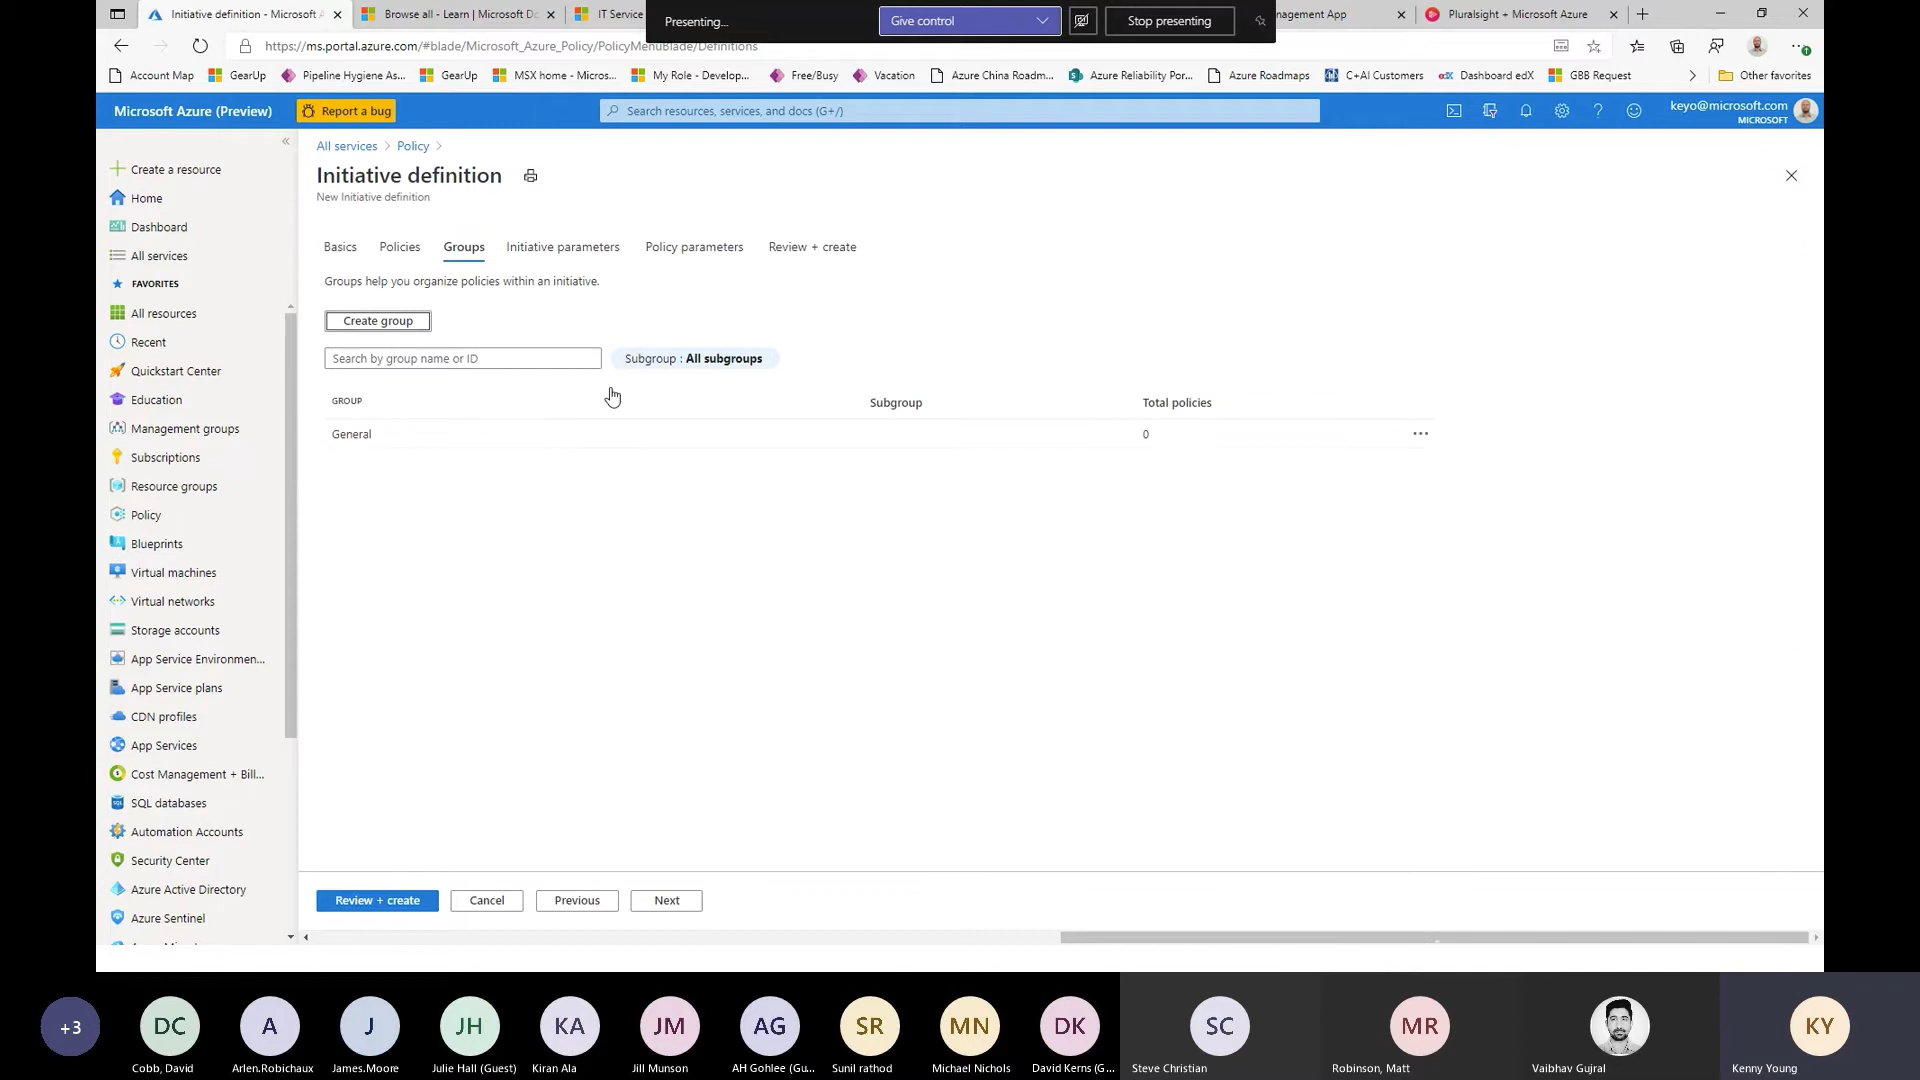 Initiative definition - Microsoft A
Browse all - Learn | Microsoft Do
IT Service
Presenting...
Give control
Stop presenting
nagement App
Pluralsight + Microsoft Azure
https://ms.portal.azure.com/#blade/Microsoft_Azure_Policy/PolicyMenuBlade/Definitions
Account Map
GearUp
Pipeline Hygiene As...
GearUp
MSX home - Micros...
My Role - Develop...
Free/Busy
Vacation
Azure China Roadm...
Azure Reliability Por...
Azure Roadmaps
C+AI Customers
Dashboard edX
GBB Request
Other favorites
Microsoft Azure (Preview)
Report a bug
Search resources, services, and docs (G+/)
keyo@microsoft.com
MICROSOFT
Create a resource
Home
Dashboard
All services
FAVORITES
All resources
Recent
Quickstart Center
Education
Management groups
Subscriptions
Resource groups
Policy
Blueprints
Virtual machines
Virtual networks
Storage accounts
App Service Environmen...
App Service plans
CDN profiles
App Services
Cost Management + Bill...
SQL databases
Automation Accounts
Security Center
Azure Active Directory
Azure Sentinel
All services > Policy >
Initiative definition
New Initiative definition
Basics
Policies
Groups
Initiative parameters
Policy parameters
Review + create
Groups help you organize policies within an initiative.
Create group
Search by group name or ID
Subgroup : All subgroups
GROUP
Subgroup
Total policies
General
0
Review + create
Cancel
Previous
Next
+3
DC
A
J
JH
KA
JM
AG
SR
MN
DK
SC
MR
KY
Cobb, David
Arlen.Robichaux
James.Moore
Julie Hall (Guest)
Kiran Ala
Jill Munson
AH Gohlee (Gu...
Sunil rathod
Michael Nichols
David Kerns (G...
Steve Christian
Robinson, Matt
Vaibhav Gujral
Kenny Young